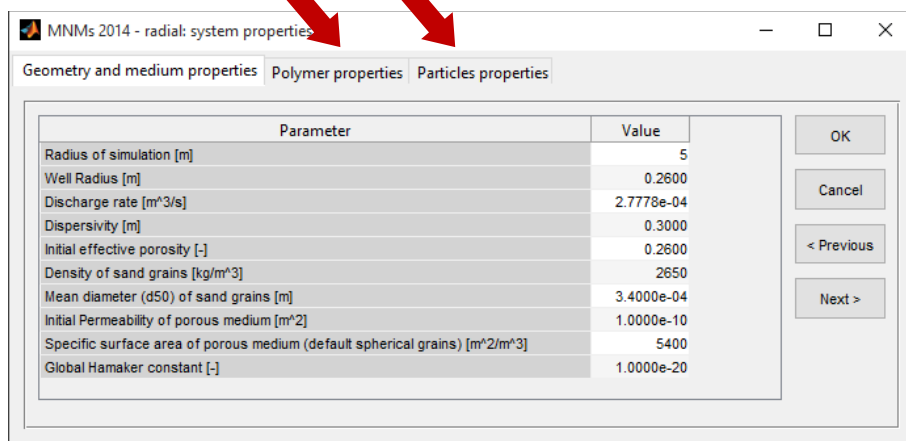 MNMs 2014 - radial: system properties
Geometry and medium properties Polymer properties Particles properties
Parameter Value
Radius of simulation [m] 5
Well Radius [m] 0.2600
Discharge rate [m^3/s] 2.7778e-04
Dispersivity [m] 0.3000
Initial effective porosity [-] 0.2600
Density of sand grains [kg/m^3] 2650
Mean diameter (d50) of sand grains [m] 3.4000e-04
Initial Permeability of porous medium [m^2] 1.0000e-10
Specific surface area of porous medium (default spherical grains) [m^2/m^3] 5400
Global Hamaker constant [-] 1.0000e-20
OK
Cancel
< Previous
Next >